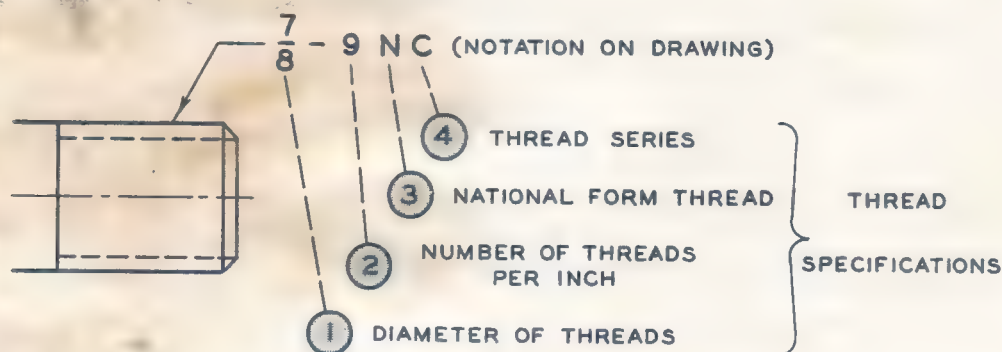 7/8 - 9 N C (NOTATION ON DRAWING)
4 THREAD SERIES
3 NATIONAL FORM THREAD
THREAD
SPECIFICATIONS
2 NUMBER OF THREADS
PER INCH
1 DIAMETER OF THREADS